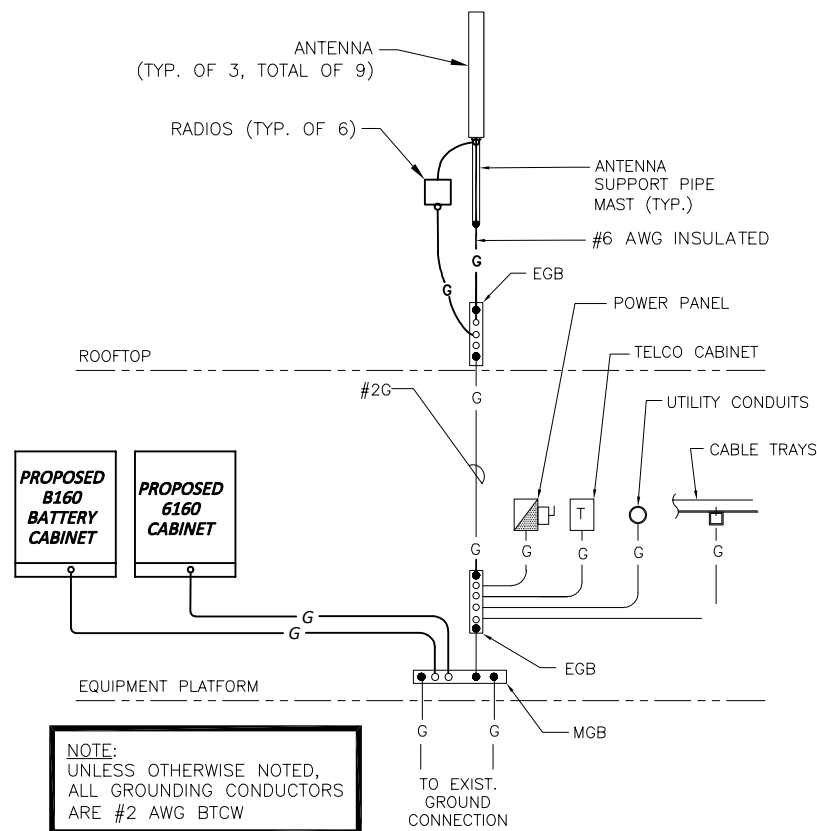 ANTENNA
(TYP. OF 3, TOTAL OF 9)
RADIOS (TYP. OF 6)
ANTENNA
SUPPORT PIPE
MAST (TYP.)
#6 AWG INSULATED
G
G
EGB
POWER PANEL
ROOFTOP
TELCO CABINET
#2G
G
UTILITY CONDUITS
CABLE TRAYS
PROPOSED
B160
BATTERY
CABINET
PROPOSED
6160
CABINET
T
G
G
G
G
G
G
G
EGB
EQUIPMENT PLATFORM
G
G
MGB
NOTE:
UNLESS OTHERWISE NOTED,
ALL GROUNDING CONDUCTORS
ARE #2 AWG BTCW
TO EXIST.
GROUND
CONNECTION